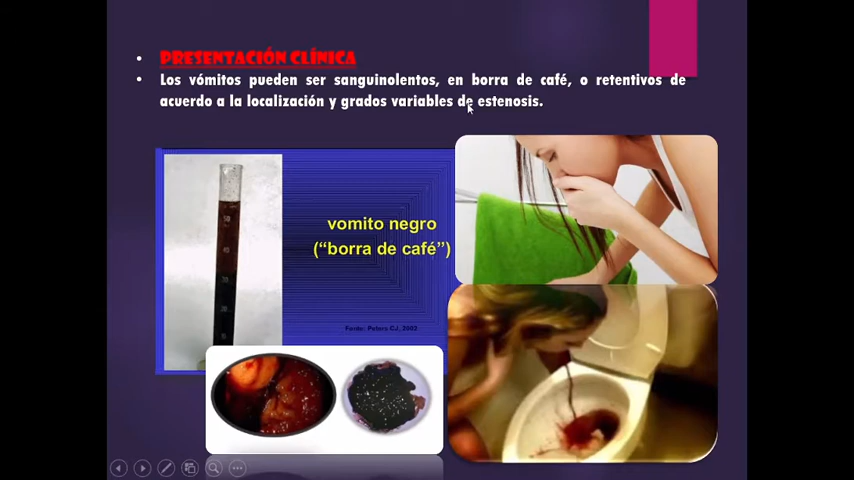 PRESENTACIÓN CLÍNICA
Los vómitos pueden ser sanguinolentos, en borra de café, o retentivos de
acuerdo a la localización y grados variables de estenosis.
vomito negro
(“borra de café”)
Fonte: Peters CJ, 2002